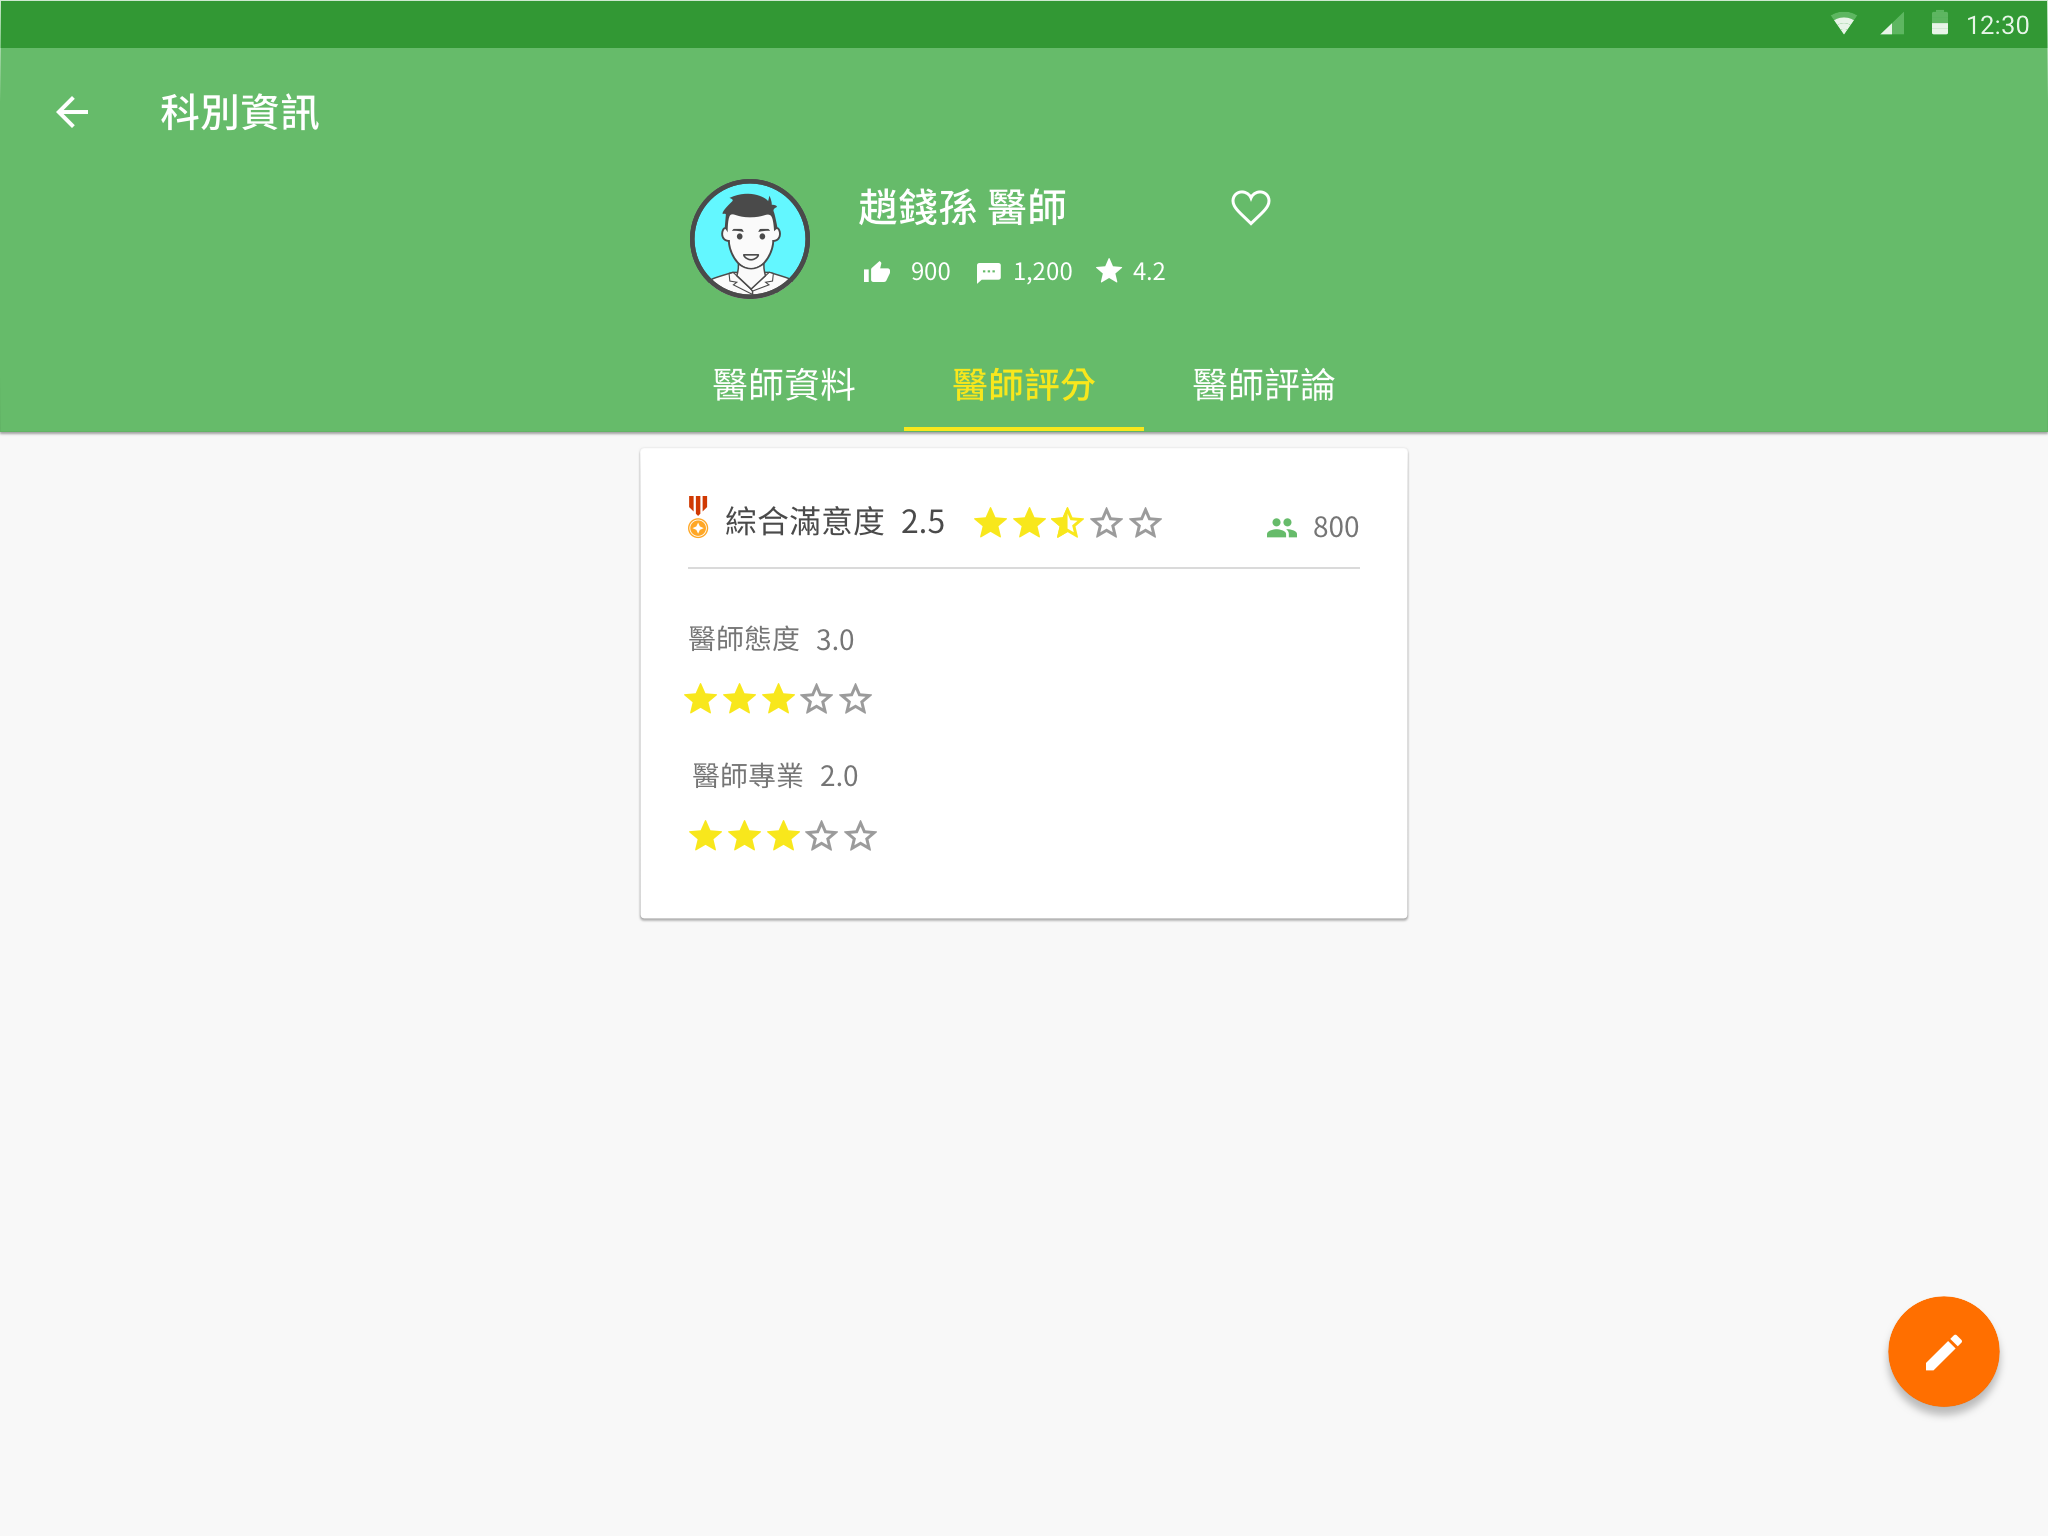 12:30
科別資訊
趙錢孫 醫師
900 1,200 4.2
醫師資料 醫師評分 醫師評論
綜合滿意度 2.5 800
醫師態度 3.0
醫師專業 2.0